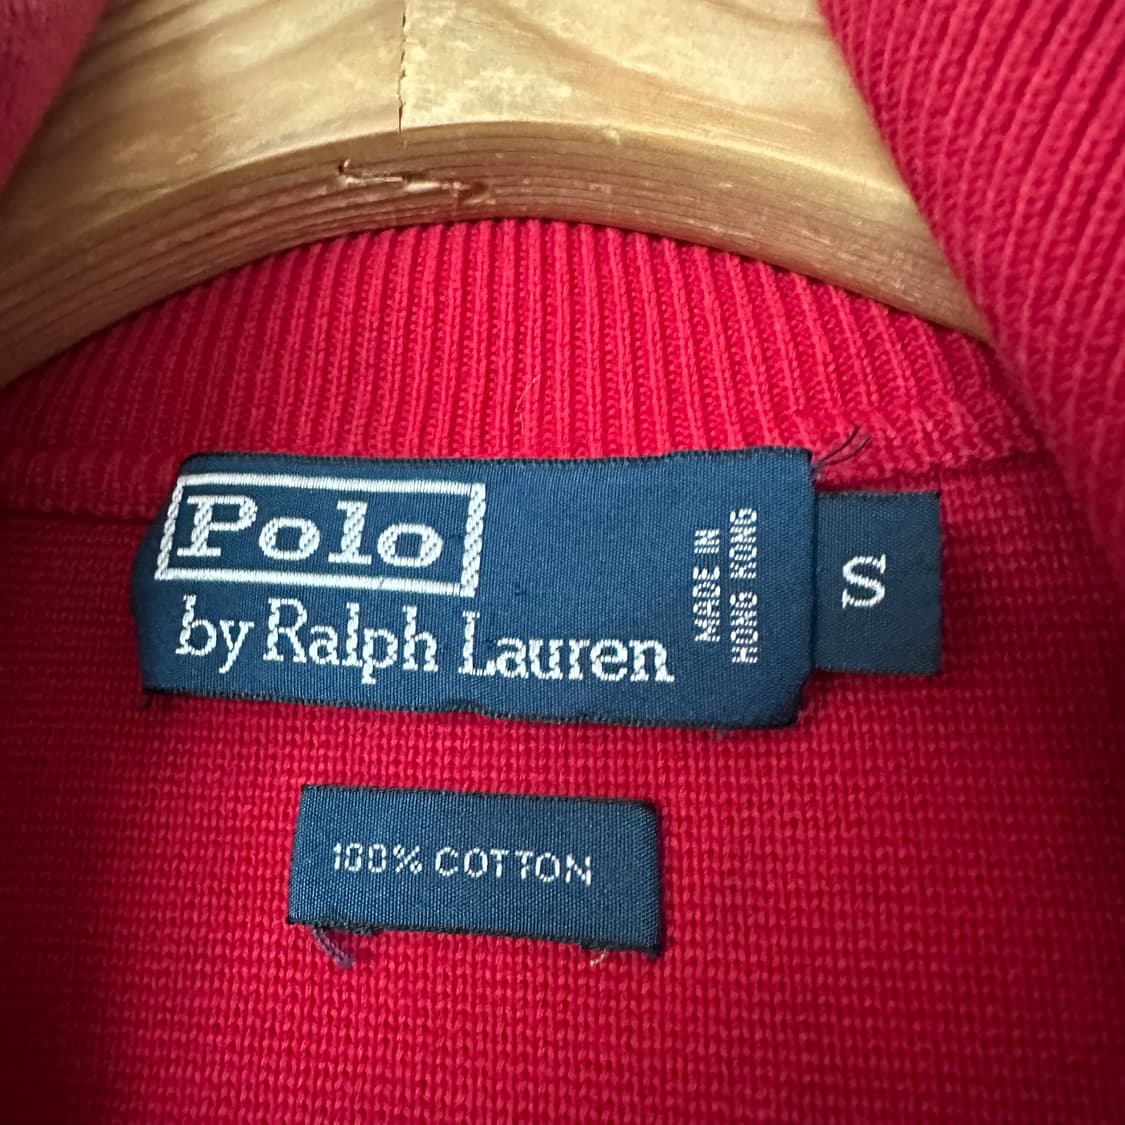 Polo
by Ralph Lauren
MADE IN
HONG KONG
S
100% COTTON